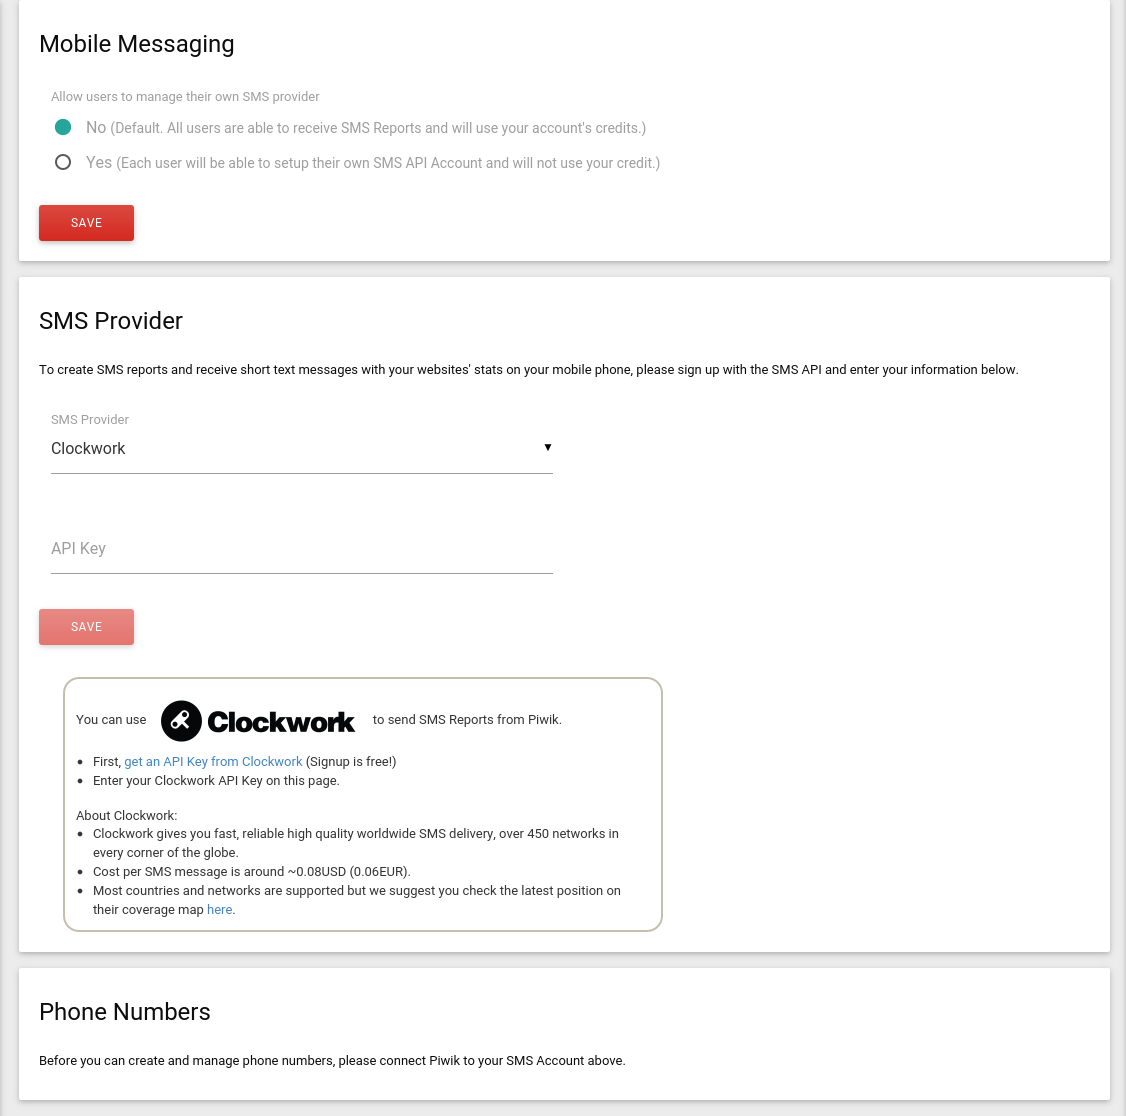 Mobile Messaging
Allow users to manage their own SMS provider
No (Default. All users are able to receive SMS Reports and will use your account's credits.)
Yes (Each user will be able to setup their own SMS API Account and will not use your credit.)
SAVE
SMS Provider
To create SMS reports and receive short text messages with your websites' stats on your mobile phone, please sign up with the SMS API and enter your information below.
SMS Provider
Clockwork
API Key
SAVE
You can use Clockwork to send SMS Reports from Piwik.
First, get an API Key from Clockwork (Signup is free!)
Enter your Clockwork API Key on this page.
About Clockwork:
Clockwork gives you fast, reliable high quality worldwide SMS delivery, over 450 networks in
every corner of the globe.
Cost per SMS message is around ~0.08USD (0.06EUR).
Most countries and networks are supported but we suggest you check the latest position on
their coverage map here.
Phone Numbers
Before you can create and manage phone numbers, please connect Piwik to your SMS Account above.